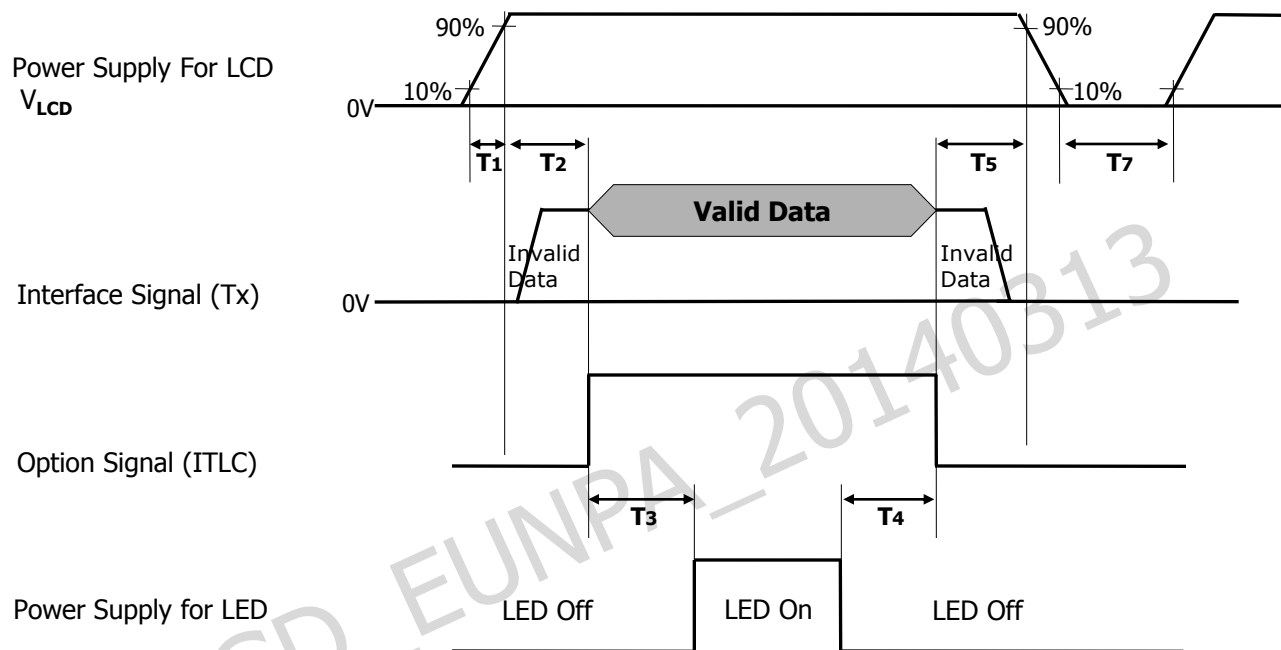 90%
90%
Power Supply For LCD
VLCD
10%
10%
0V
T1
T2
T5
T7
Valid Data
Invalid
Data
Invalid
Data
Interface Signal (Tx)
0V
Option Signal (ITLC)
T3
T4
Power Supply for LED
LED Off
LED On
LED Off
CD_EUNPA_20140313